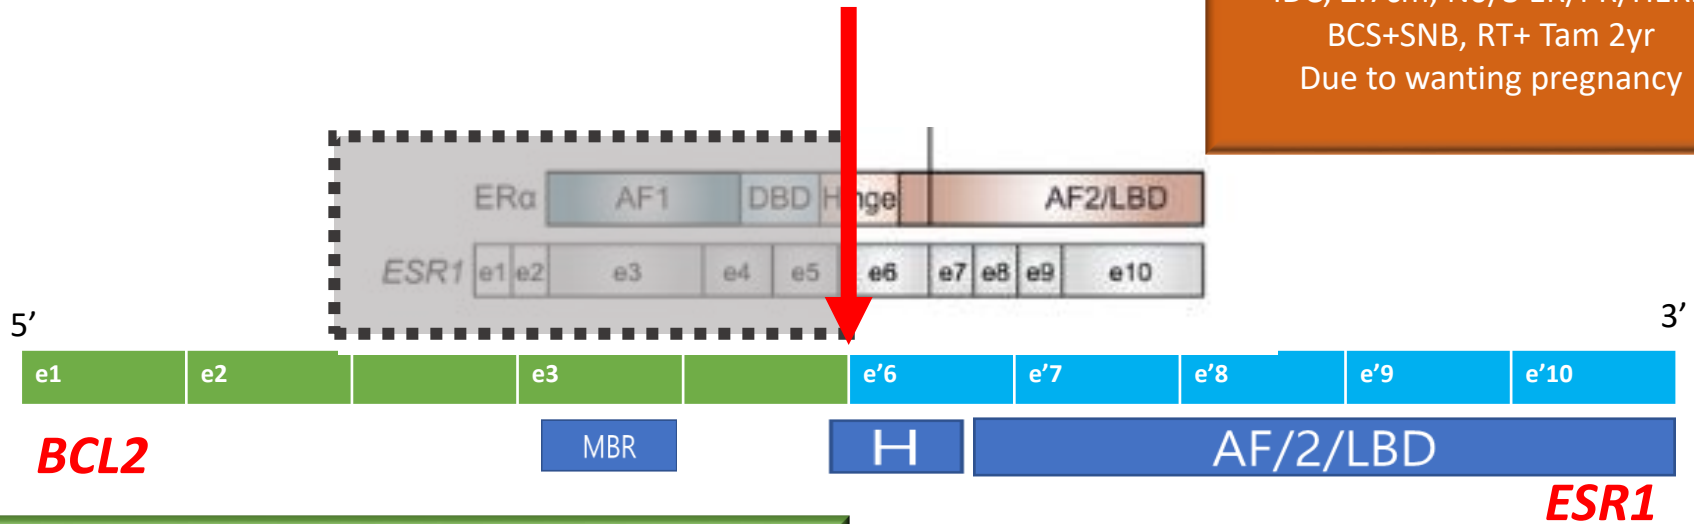 BCS+SNB, RT+ Tam 2yr
Due to wanting pregnancy
ERα AF1 DBD H nge AF2/LBD
ESR1 e1 e2 e3 e4 e5 e6 e7 e8 e9 e10
5’ 3’
e1 e2 e3 e’6 e’7 e’8 e’9 e’10
BCL2 MBR H AF/2/LBD
ESR1